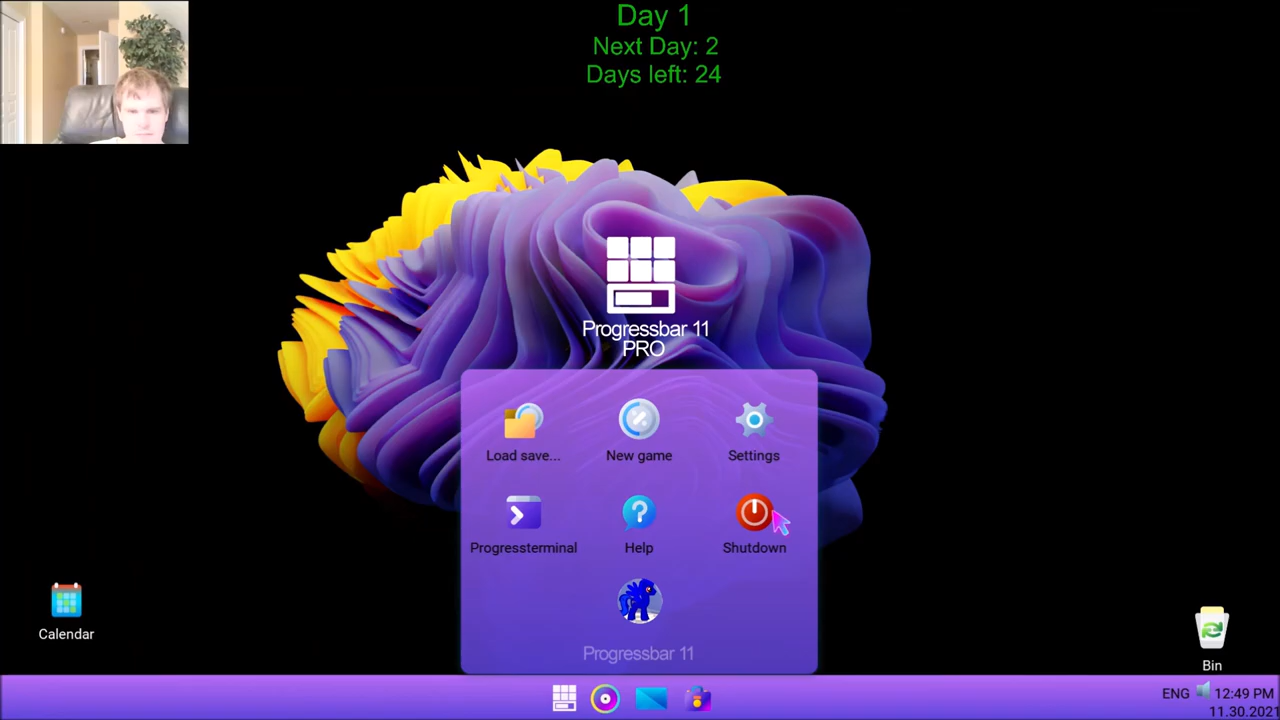 Day 1
Next Day: 2
Days left: 24
Progressbar 11
PRO
Load save...
New game
Settings
Progressterminal
Help
Shutdown
Progressbar 11
Calendar
Bin
ENG 12:49 PM
11.30.2021